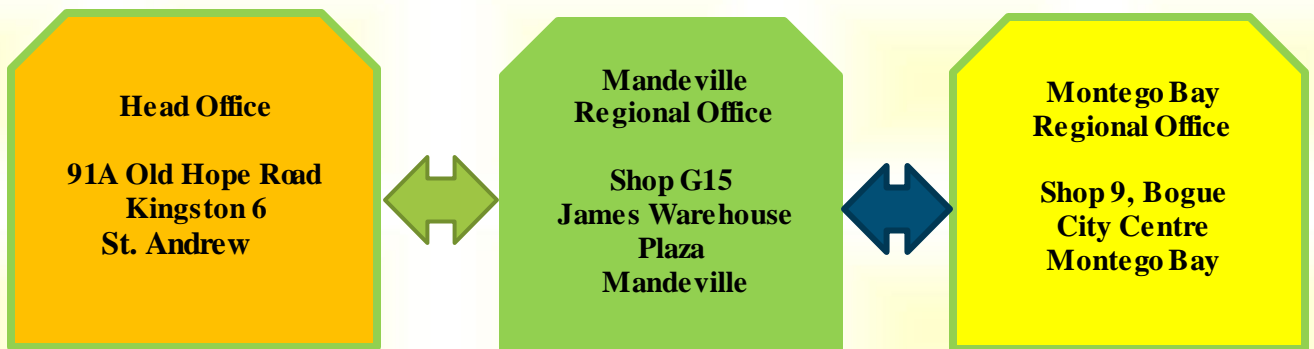 Head Office
91A Old Hope Road
Kingston 6
St. Andrew
Mandeville
Regional Office
Shop G15
James Warehouse
Plaza
Mandeville
Montego Bay
Regional Office
Shop 9, Bogue
City Centre
Montego Bay